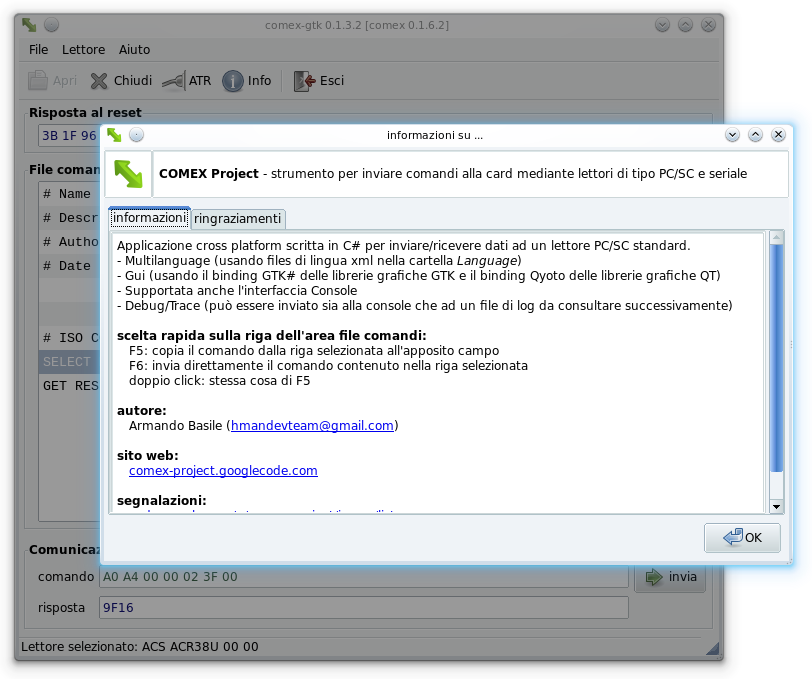 comex-gtk 0.1.3.2 [comex 0.1.6.2]
File Lettore Aiuto
Apri Chiudi ATR Info Esci
Risposta al reset
3B 1F 96
informazioni su ...
COMEX Project - strumento per inviare comandi alla card mediante lettori di tipo PC/SC e seriale
File
# Name
# Descr
# Autho
# Date
# ISO C
SELECT
GET RES
informazioni ringraziamenti
Applicazione cross platform scritta in C# per inviare/ricevere dati ad un lettore PC/SC standard.
- Multilanguage (usando files di lingua xml nella cartella Language)
- Gui (usando il binding GTK# delle librerie grafiche GTK e il binding Qyoto delle librerie grafiche QT)
- Supportata anche l'interfaccia Console
- Debug/Trace (può essere inviato sia alla console che ad un file di log da consultare successivamente)
scelta rapida sulla riga dell'area file comandi:
F5: copia il comando dalla riga selezionata all'apposito campo
F6: invia direttamente il comando contenuto nella riga selezionata
doppio click: stessa cosa di F5
autore:
Armando Basile (hmandevteam@gmail.com)
sito web:
comex-project.googlecode.com
segnalazioni:
OK
Comunicaz
comando A0 A4 00 00 02 3F 00 invia
risposta 9F16
Lettore selezionato: ACS ACR38U 00 00